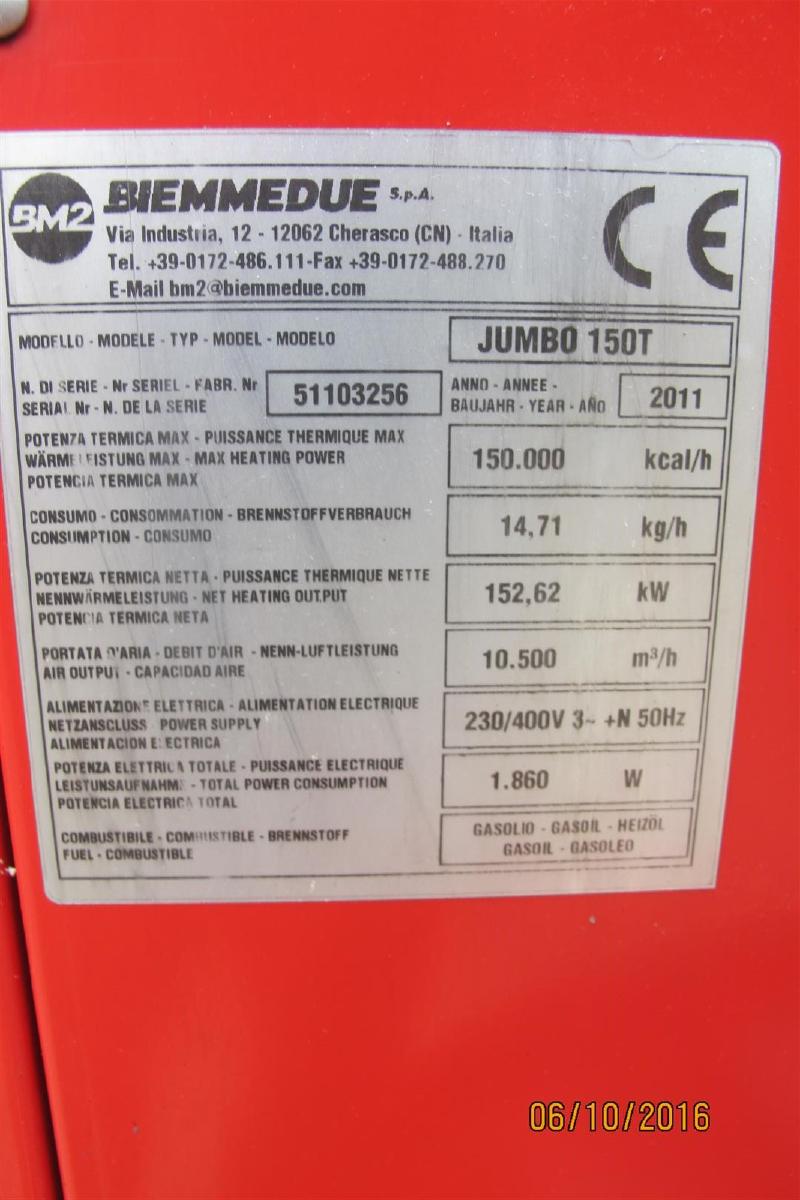 BM2 BIEMMEDUE S.p.A.
Via Industria, 12 - 12062 Cherasco (CN) - Italia
Tel. +39-0172-486.111-Fax +39-0172-488.270
E-Mail bm2@biemmedue.com
CE
MODELLO - MODELE - TYP - MODEL - MODELO
JUMBO 150T
N. DI SERIE - Nr SERIEL - FABR. Nr
SERIAL Nr - N. DE LA SERIE
51103256
ANNO - ANNEE -
BAUJAHR - YEAR - AÑO
2011
POTENZA TERMICA MAX - PUISSANCE THERMIQUE MAX
WÄRMELEISTUNG MAX - MAX HEATING POWER
POTENCIA TERMICA MAX
150.000 kcal/h
CONSUMO - CONSOMMATION - BRENNSTOFFVERBRAUCH
CONSUMPTION - CONSUMO
14,71 kg/h
POTENZA TERMICA NETTA - PUISSANCE THERMIQUE NETTE
NENNWÄRMELEISTUNG - NET HEATING OUTPUT
POTENCIA TERMICA NETA
152,62 kW
PORTATA D'ARIA - DEBIT D'AIR - NENN-LUFTLEISTUNG
AIR OUTPUT - CAPACIDAD AIRE
10.500 m³/h
ALIMENTAZIONE ELETTRICA - ALIMENTATION ELECTRIQUE
NETZANSCLUSS POWER SUPPLY
ALIMENTACION ELECTRICA
230/400V 3~ +N 50Hz
POTENZA ELETTRICA TOTALE - PUISSANCE ELECTRIQUE
LEISTUNSAUFNAHME - TOTAL POWER CONSUMPTION
POTENCIA ELECTRICA TOTAL
1.860 W
COMBUSTIBILE - COMBUSTIBLE - BRENNSTOFF
FUEL - COMBUSTIBLE
GASOLIO - GASOIL - HEIZÖL
GASOIL - GASOLEO
06/10/2016